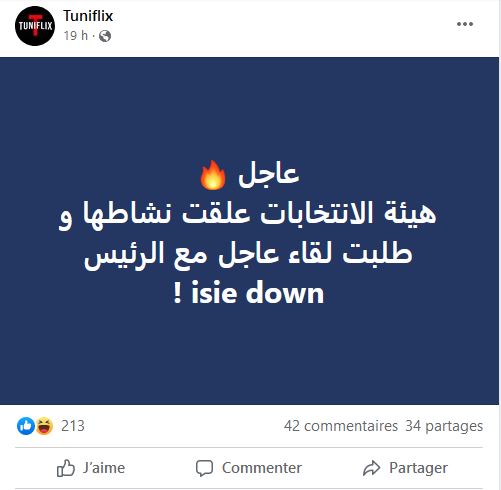 Tuniflix
TUNIFLIX
19 h
عاجل 🔥
هيئة الانتخابات علقت نشاطها و
طلبت لقاء عاجل مع الرئيس
isie down !
213
42 commentaires 34 partages
J’aime
Commenter
Partager